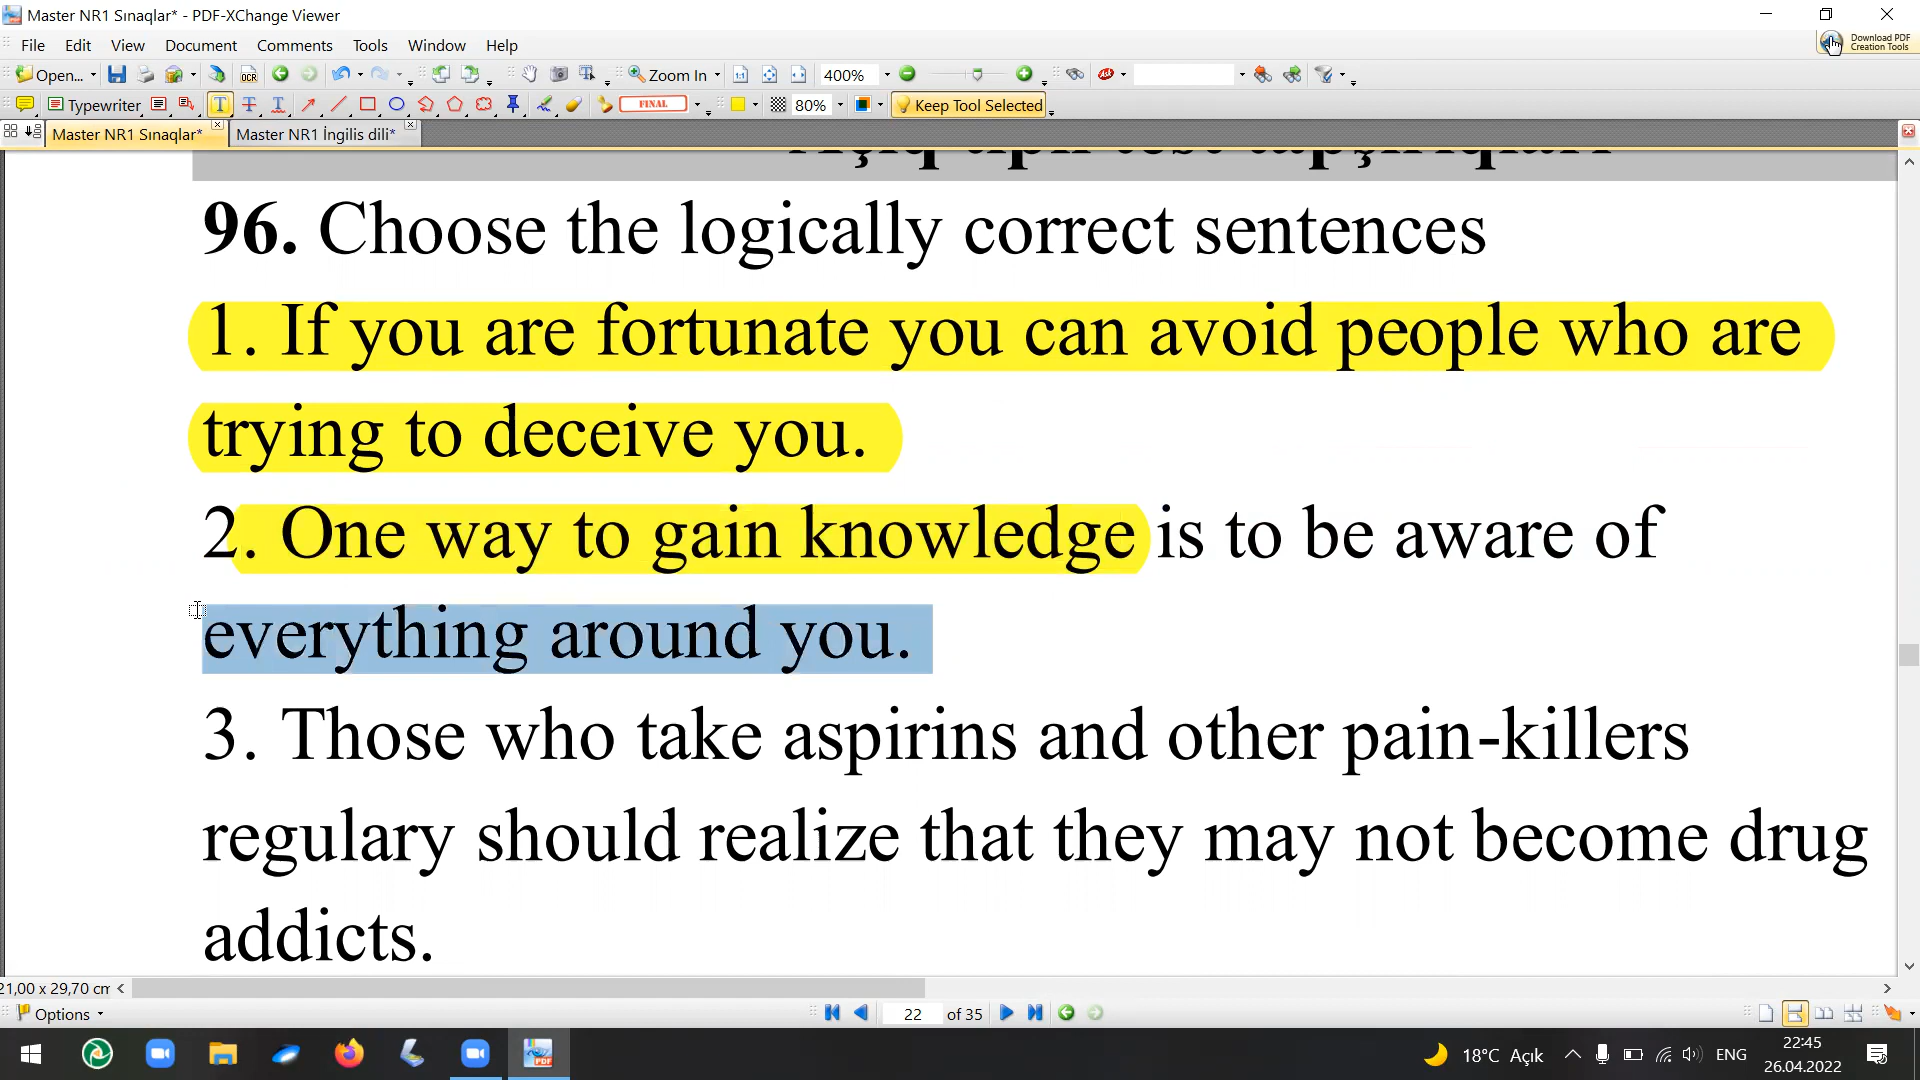 Master NR1 Sınaqlar* - PDF-XChange Viewer
File Edit View Document Comments Tools Window Help
Download PDF
Creation Tools
Open... OCR Zoom In 400%
Typewriter FINAL 80% Keep Tool Selected
Master NR1 Sınaqlar* Master NR1 İngilis dili*
Açıq tipli test tapşırıqları
96. Choose the logically correct sentences
1. If you are fortunate you can avoid people who are
trying to deceive you.
2. One way to gain knowledge is to be aware of
everything around you.
3. Those who take aspirins and other pain-killers
regulary should realize that they may not become drug
addicts.
21,00 x 29,70 cm
Options 22 of 35
18°C Açık ENG 22:45
26.04.2022